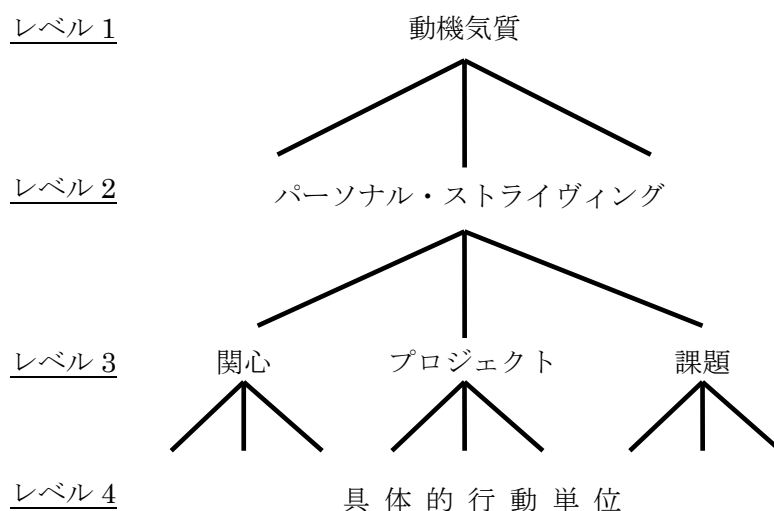 レベル 1 動機気質
レベル 2 パーソナル・ストライヴィング
レベル 3 関心 プロジェクト 課題
レベル 4 具体的行動単位